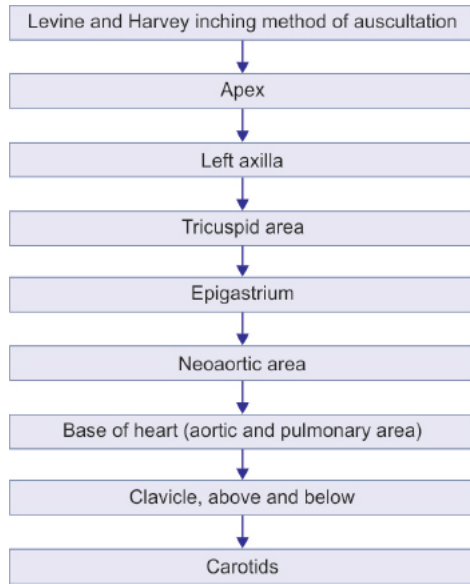 Levine and Harvey inching method of auscultation
Apex
Left axilla
Tricuspid area
Epigastrium
Neoaortic area
Base of heart (aortic and pulmonary area)
Clavicle, above and below
Carotids